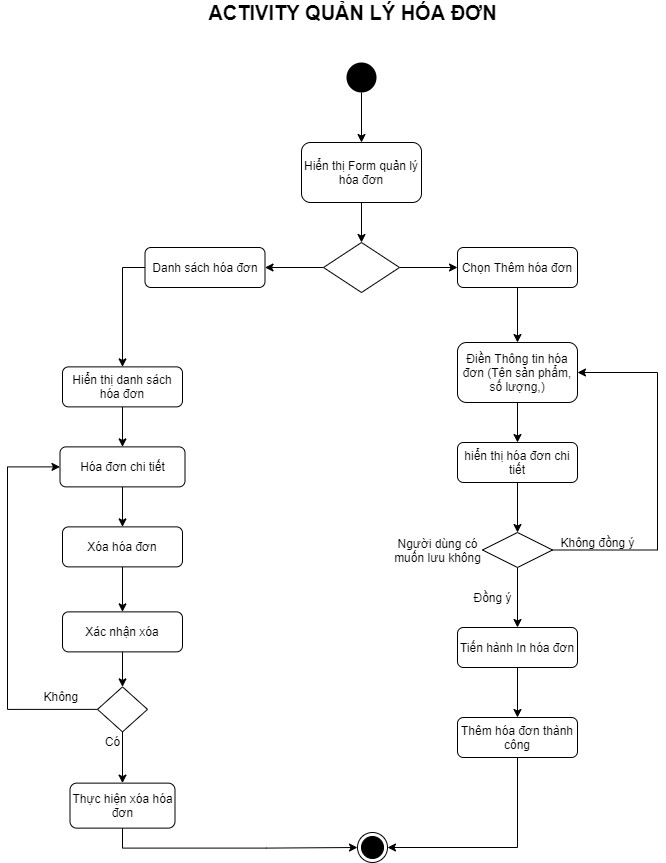 ACTIVITY QUẢN LÝ HÓA ĐƠN
Hiển thị Form quản lý
hóa đơn
Danh sách hóa đơn
Chọn Thêm hóa đơn
Hiển thị danh sách
hóa đơn
Điền Thông tin hóa
đơn (Tên sản phẩm,
số lượng,)
Hóa đơn chi tiết
hiển thị hóa đơn chi
tiết
Xóa hóa đơn
Người dùng có
muốn lưu không
Không đồng ý
Đồng ý
Xác nhận xóa
Tiến hành In hóa đơn
Không
Có
Thêm hóa đơn thành
công
Thực hiện xóa hóa
đơn